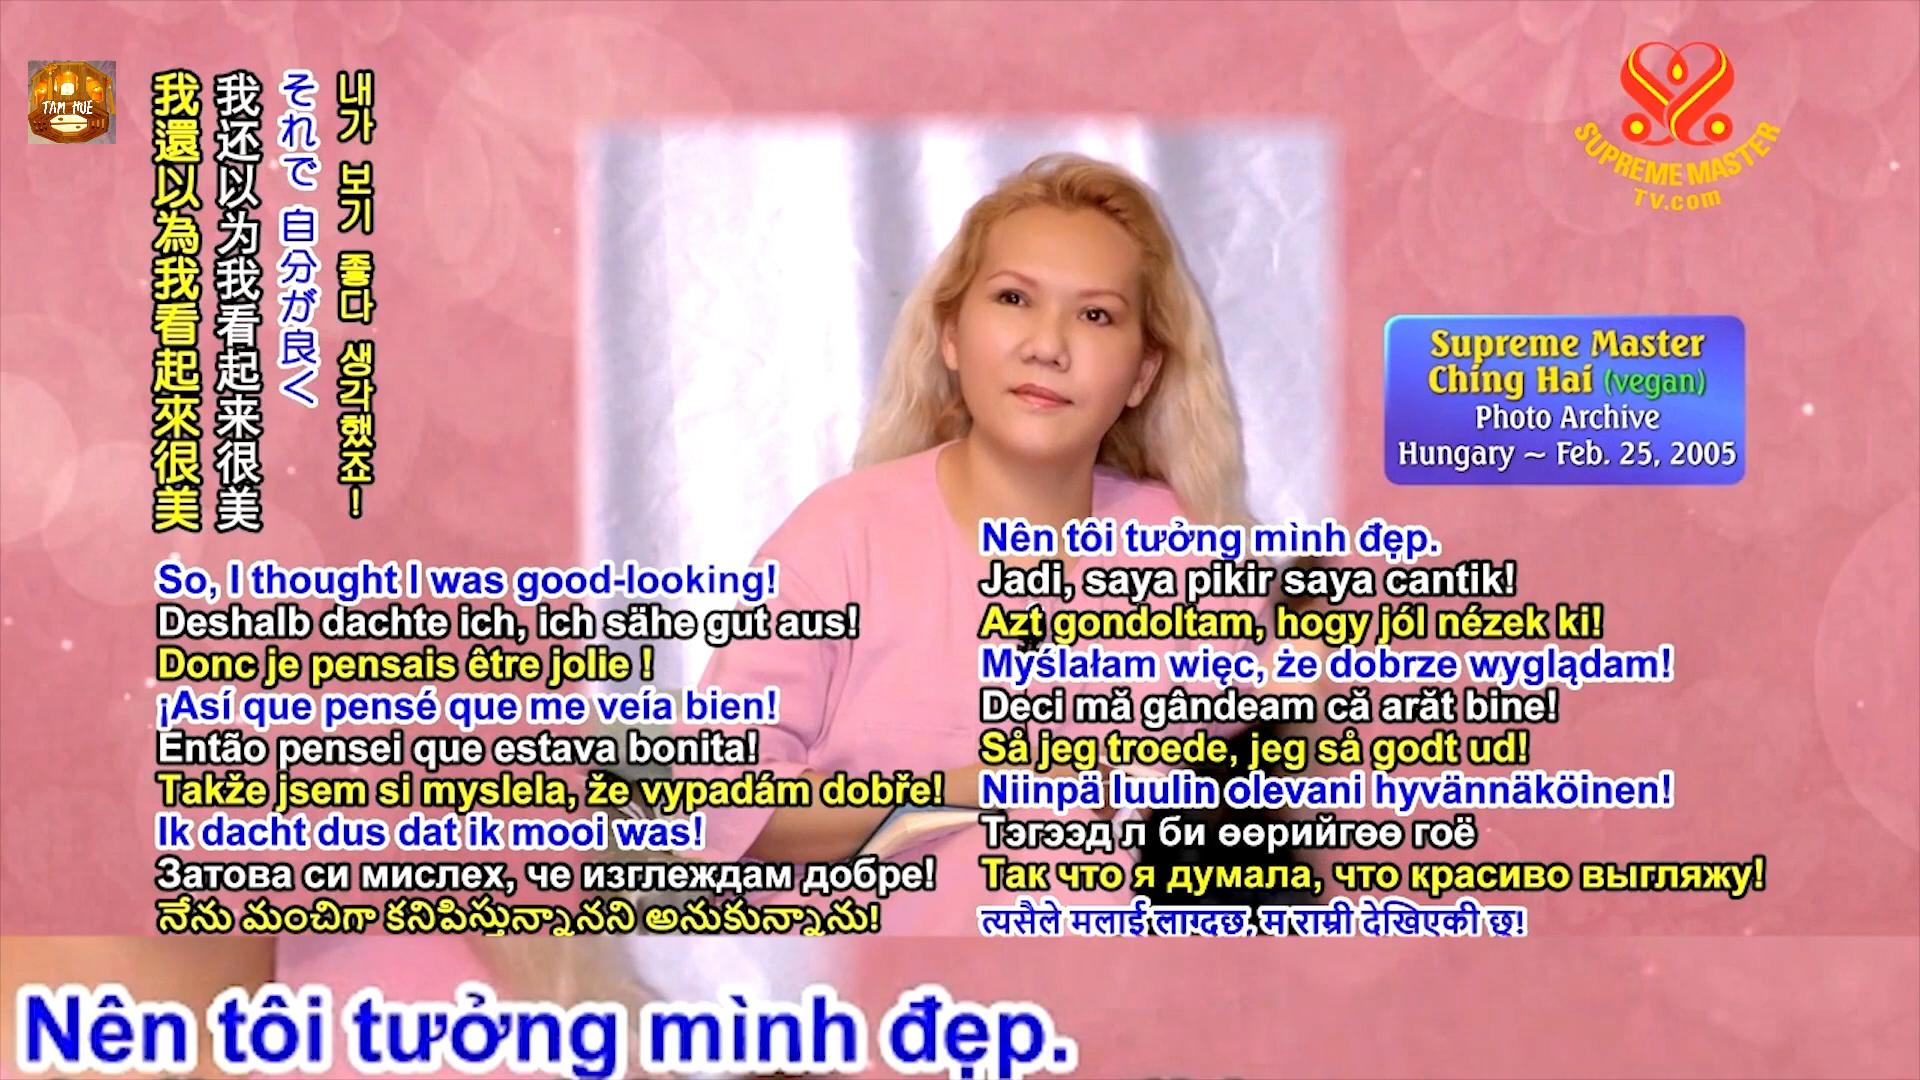 TAM HUE
我還以為我看起來很美
我还以为我看起来很美
それで 自分が良く
내가 보기 좋다 생각했죠!
SUPREME MASTER
TV.com
Supreme Master
Ching Hai (vegan)
Photo Archive
Hungary ~ Feb. 25, 2005
So, I thought I was good-looking!
Deshalb dachte ich, ich sähe gut aus!
Donc je pensais être jolie !
¡Así que pensé que me veía bien!
Então pensei que estava bonita!
Takže jsem si myslela, že vypadám dobře!
Ik dacht dus dat ik mooi was!
Затова си мислех, че изглеждам добре!
నేను మంచిగా కనిపిస్తున్నానని అనుకున్నాను!
Nên tôi tưởng mình đẹp.
Jadi, saya pikir saya cantik!
Azt gondoltam, hogy jól nézek ki!
Myślałam więc, że dobrze wyglądam!
Deci mă gândeam că arăt bine!
Så jeg troede, jeg så godt ud!
Niinpä luulin olevani hyvännäköinen!
Тэгээд л би өөрийгөө гоё
Так что я думала, что красиво выгляжу!
त्यसैले मलाई लाग्दछ, म राम्री देखिएकी छु!
Nên tôi tưởng mình đẹp.